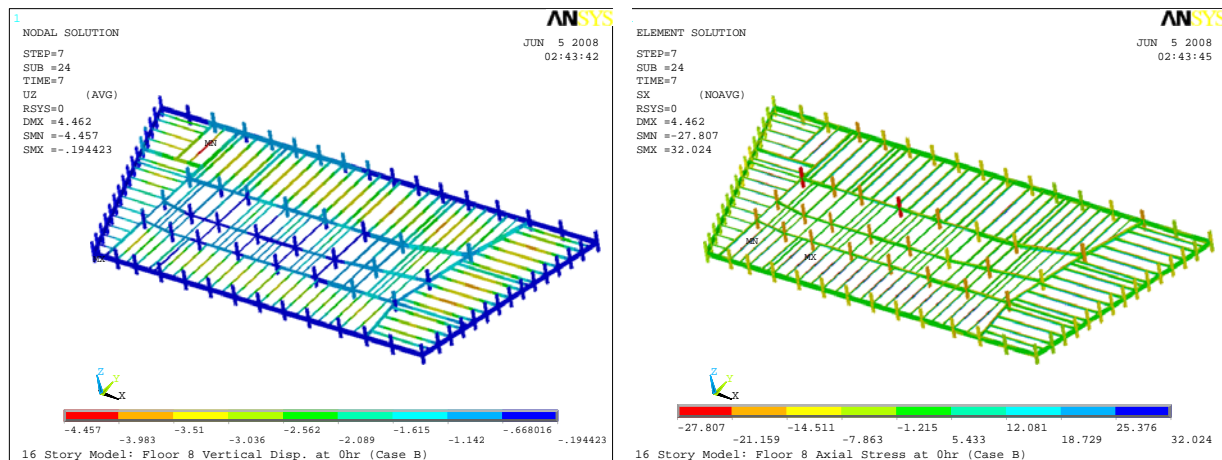 1
ANSYS
NODAL SOLUTION
JUN 5 2008
02:43:42
STEP=7
SUB =24
TIME=7
UZ (AVG)
RSYS=0
DMX =4.462
SMN =-4.457
SMX =-.194423
MN
MX
Z
Y
X
-4.457 -3.51 -2.562 -1.615 -.668016
-3.983 -3.036 -2.089 -1.142 -.194423
16 Story Model: Floor 8 Vertical Disp. at 0hr (Case B)
ANSYS
ELEMENT SOLUTION
JUN 5 2008
02:43:45
STEP=7
SUB =24
TIME=7
SX (NOAVG)
RSYS=0
DMX =4.462
SMN =-27.807
SMX =32.024
MN
MX
Z
Y
X
-27.807 -14.511 -1.215 12.081 25.376
-21.159 -7.863 5.433 18.729 32.024
16 Story Model: Floor 8 Axial Stress at 0hr (Case B)